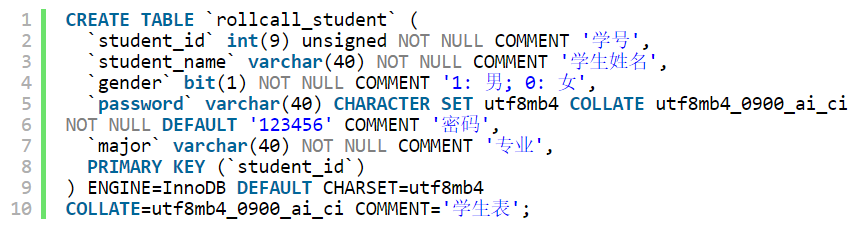 1 CREATE TABLE `rollcall_student` (
2 `student_id` int(9) unsigned NOT NULL COMMENT '学号',
3 `student_name` varchar(40) NOT NULL COMMENT '学生姓名',
4 `gender` bit(1) NOT NULL COMMENT '1: 男; 0: 女',
5 `password` varchar(40) CHARACTER SET utf8mb4 COLLATE utf8mb4_0900_ai_ci
6 NOT NULL DEFAULT '123456' COMMENT '密码',
7 `major` varchar(40) NOT NULL COMMENT '专业',
8 PRIMARY KEY (`student_id`)
9 ) ENGINE=InnoDB DEFAULT CHARSET=utf8mb4
10 COLLATE=utf8mb4_0900_ai_ci COMMENT='学生表';